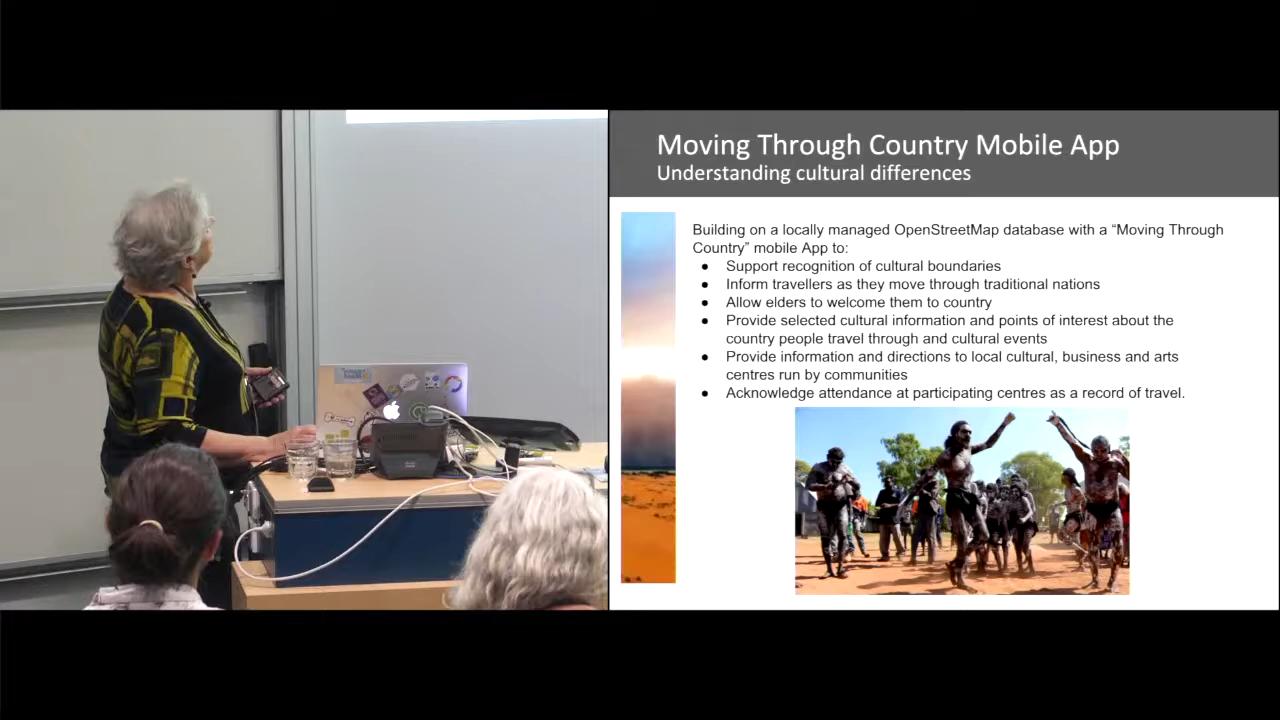 Moving Through Country Mobile App
Understanding cultural differences
Building on a locally managed OpenStreetMap database with a “Moving Through
Country” mobile App to:
● Support recognition of cultural boundaries
● Inform travellers as they move through traditional nations
● Allow elders to welcome them to country
● Provide selected cultural information and points of interest about the
country people travel through and cultural events
● Provide information and directions to local cultural, business and arts
centres run by communities
● Acknowledge attendance at participating centres as a record of travel.